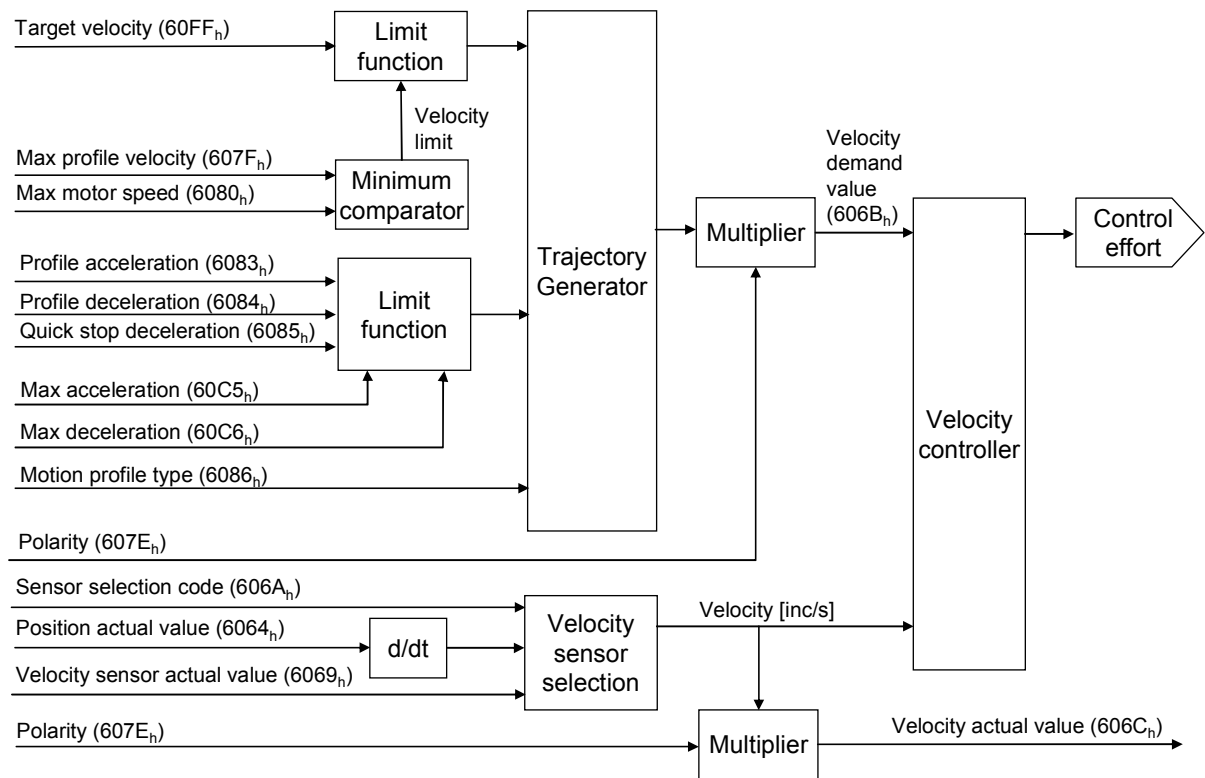 Target velocity (60FFh)
Limit
function
Velocity
limit
Max profile velocity (607Fh)
Max motor speed (6080h)
Minimum
comparator
Profile acceleration (6083h)
Profile deceleration (6084h)
Quick stop deceleration (6085h)
Limit
function
Max acceleration (60C5h)
Max deceleration (60C6h)
Motion profile type (6086h)
Trajectory
Generator
Multiplier
Velocity
demand
value
(606Bh)
Velocity
controller
Control
effort
Polarity (607Eh)
Sensor selection code (606Ah)
Position actual value (6064h)
d/dt
Velocity sensor actual value (6069h)
Velocity
sensor
selection
Velocity [inc/s]
Polarity (607Eh)
Multiplier
Velocity actual value (606Ch)